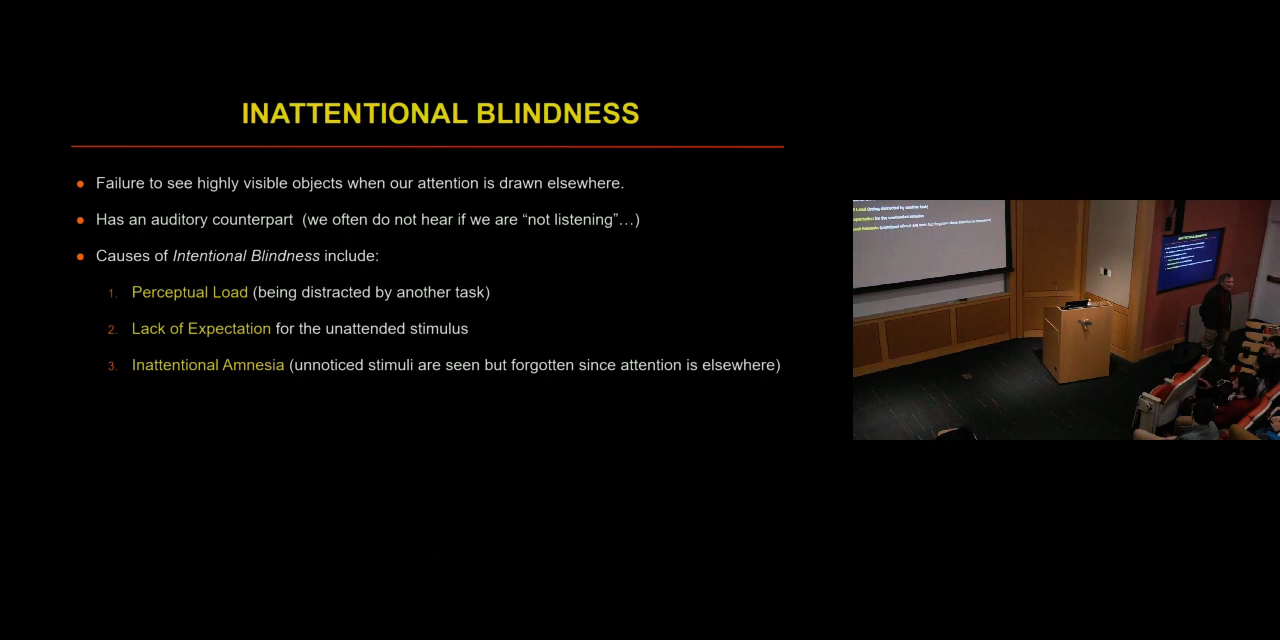 INATTENTIONAL BLINDNESS
● Failure to see highly visible objects when our attention is drawn elsewhere.
● Has an auditory counterpart (we often do not hear if we are “not listening”…)
● Causes of Intentional Blindness include:
1. Perceptual Load (being distracted by another task)
2. Lack of Expectation for the unattended stimulus
3. Inattentional Amnesia (unnoticed stimuli are seen but forgotten since attention is elsewhere)